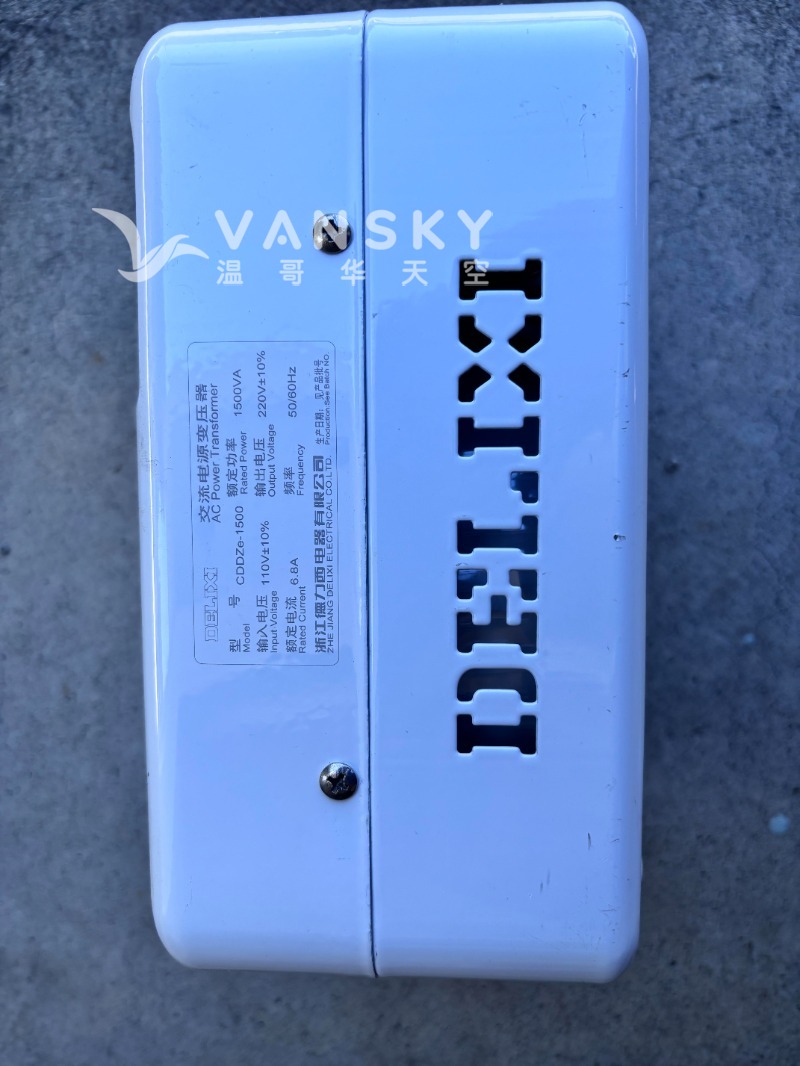 VANSKY
温哥华天空
DELIXI
交流电源变压器
AC Power Transformer
型 号 CDDZe-1500 额定功率 1500VA
Model Rated Power
输入电压 110V±10% 输出电压 220V±10%
Input Voltage Output Voltage
额定电流 6.8A 频率 50/60Hz
Rated Current Frequency
浙江德力西电器有限公司 生产日期：见产品批号
ZHE JIANG DELIXI ELECTRICAL CO.LTD. Production:See Batch No.
DELIXI